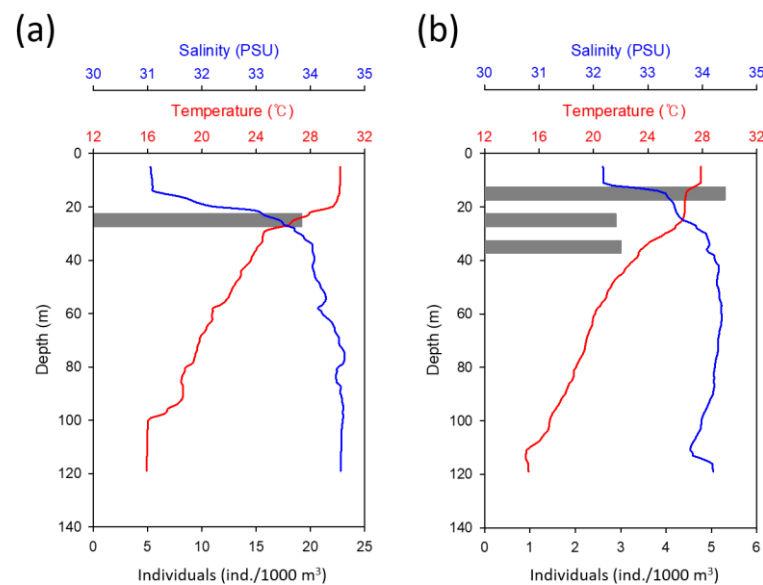 (a)
Salinity (PSU)
30 31 32 33 34 35
Temperature (℃)
12 16 20 24 28 32
0
20
40
60
80
100
120
140
Depth (m)
0 5 10 15 20 25
Individuals (ind./1000 m³)
(b)
Salinity (PSU)
30 31 32 33 34 35
Temperature (℃)
12 16 20 24 28 32
0
20
40
60
80
100
120
140
Depth (m)
0 1 2 3 4 5 6
Individuals (ind./1000 m³)